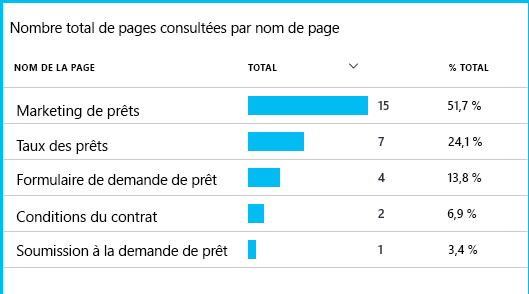 Nombre total de pages consultées par nom de page
NOM DE LA PAGE TOTAL % TOTAL
Marketing de prêts 15 51,7 %
Taux des prêts 7 24,1 %
Formulaire de demande de prêt 4 13,8 %
Conditions du contrat 2 6,9 %
Soumission à la demande de prêt 1 3,4 %